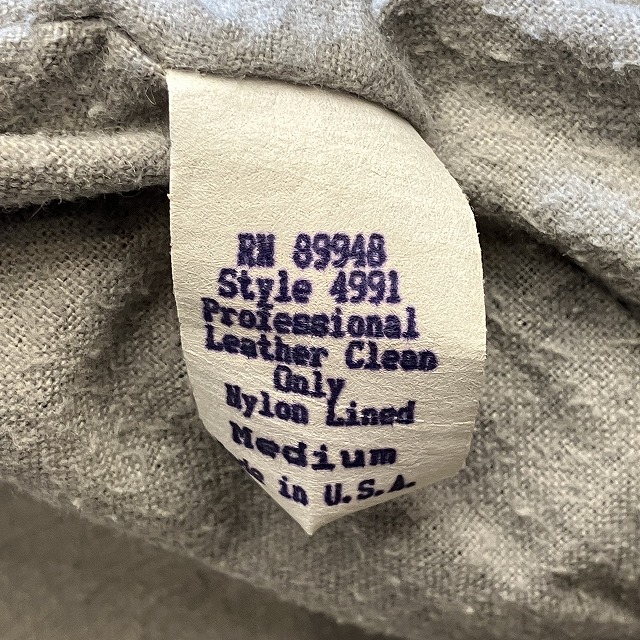 RN 89948
Style 4991
Professional
Leather Clean
Only
Nylon Lined
Medium
in U.S.A.